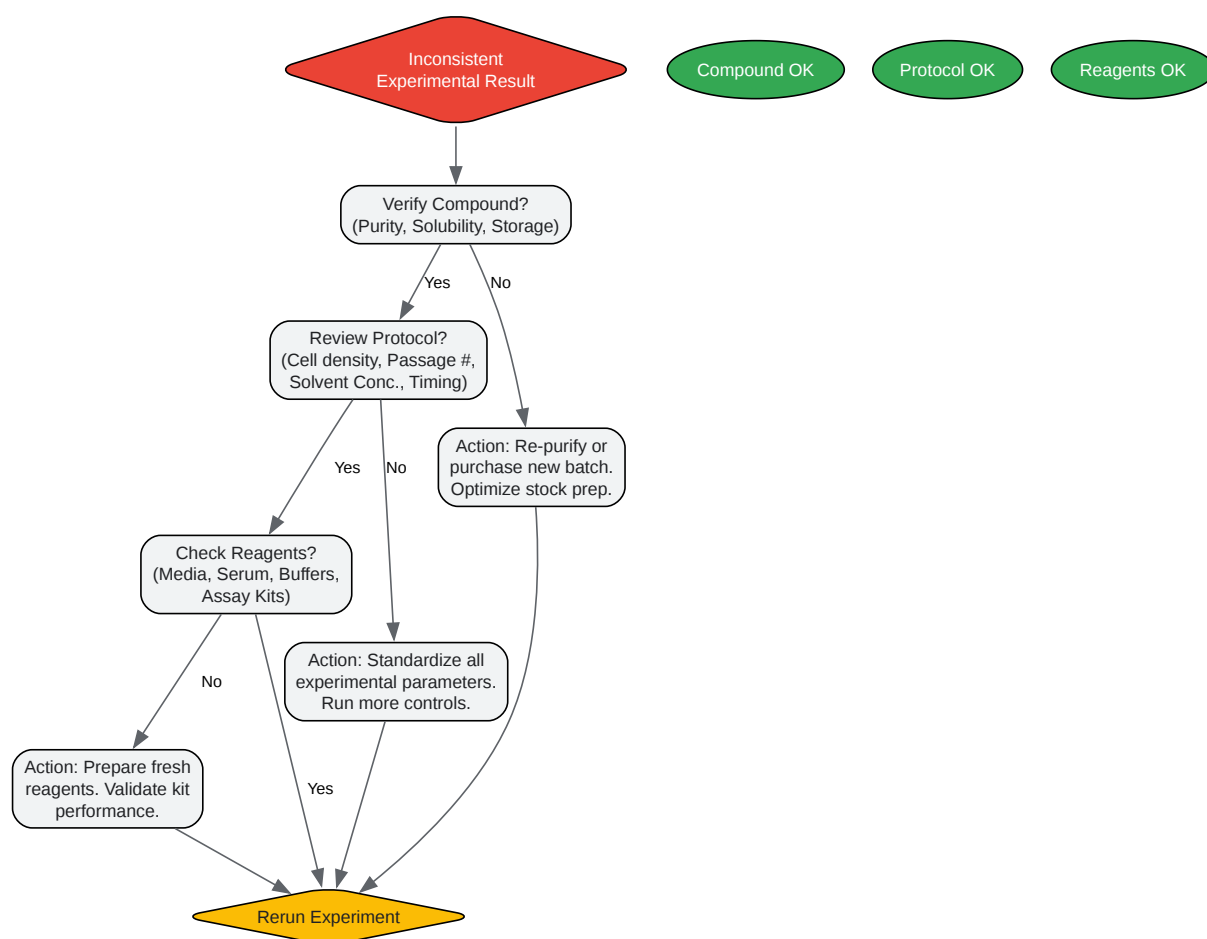 Inconsistent
Experimental Result
Compound OK
Protocol OK
Reagents OK
Verify Compound?
(Purity, Solubility, Storage)
Yes
No
Review Protocol?
(Cell density, Passage #,
Solvent Conc., Timing)
Action: Re-purify or
purchase new batch.
Optimize stock prep.
Yes
No
Check Reagents?
(Media, Serum, Buffers,
Assay Kits)
Action: Standardize all
experimental parameters.
Run more controls.
No
Action: Prepare fresh
reagents. Validate kit
performance.
Yes
Rerun Experiment